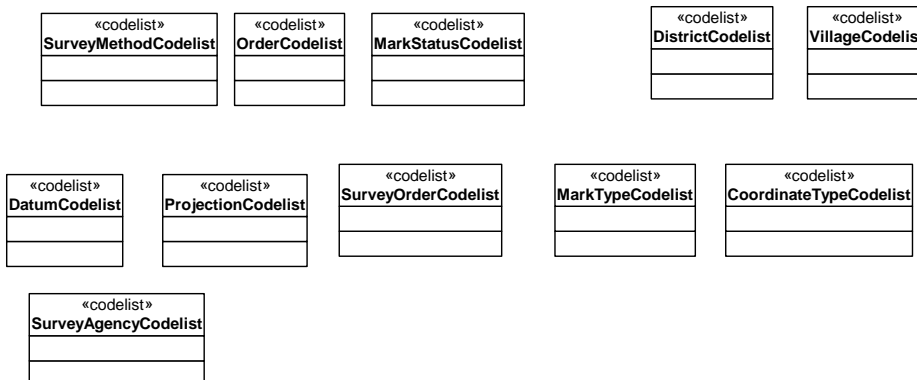 «codelist»
SurveyMethodCodelist
«codelist»
OrderCodelist
«codelist»
MarkStatusCodelist
«codelist»
DistrictCodelist
«codelist»
VillageCodelis
«codelist»
DatumCodelist
«codelist»
ProjectionCodelist
«codelist»
SurveyOrderCodelist
«codelist»
MarkTypeCodelist
«codelist»
CoordinateTypeCodelist
«codelist»
SurveyAgencyCodelist